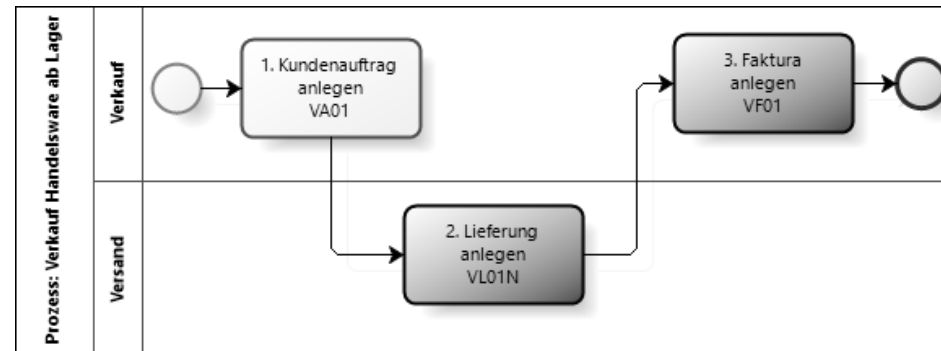 Prozess: Verkauf Handelsware ab Lager
Verkauf
1. Kundenauftrag
anlegen
VA01
3. Faktura
anlegen
VF01
Versand
2. Lieferung
anlegen
VL01N